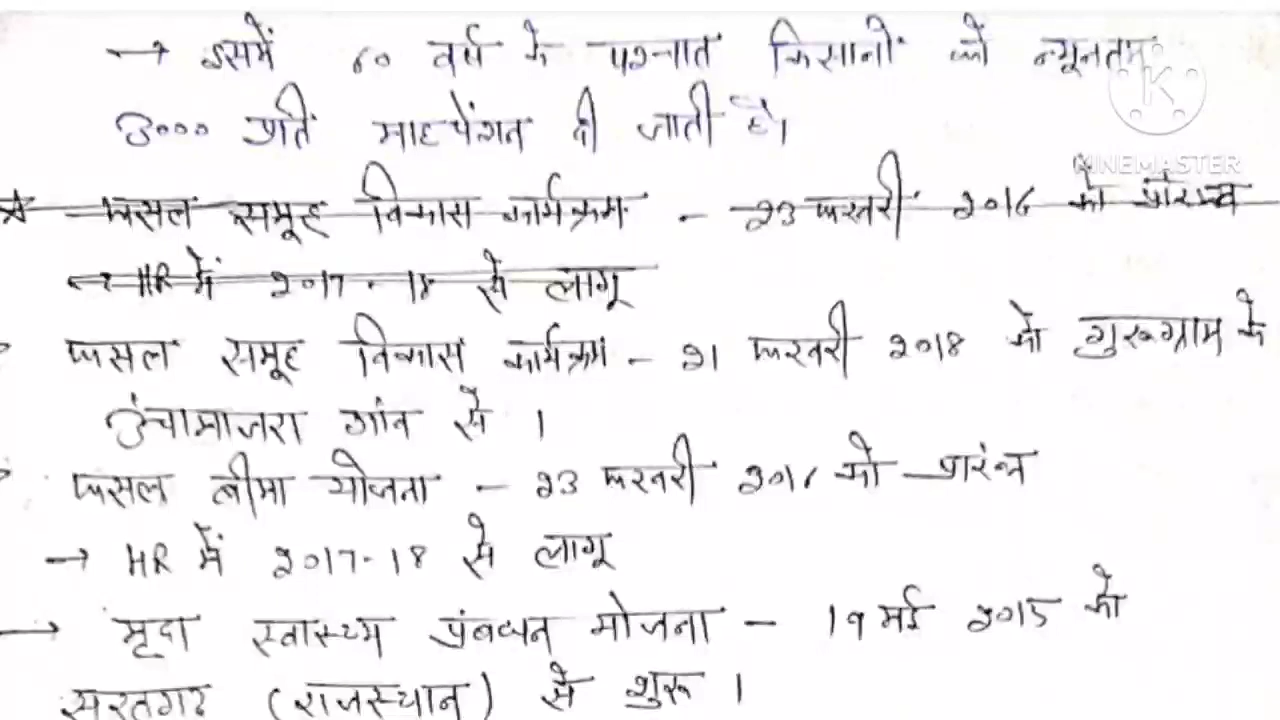 → इसमें 60 वर्ष के पश्चात किसानों को न्यूनतम
3000 प्रति माह पेंशन दी जाती है।
K
KINEMASTER
☆ फसल समूह विकास कार्यक्रम - 23 फरवरी 2016 को प्रारम्भ
→ HR में 2017-18 से लागू
फसल समूह विकास कार्यक्रम - 21 फरवरी 2018 को गुरूग्राम के
उंचामाजरा गांव से ।
फसल बीमा योजना - 23 फरवरी 2016 को प्रारंभ
→ HR में 2017-18 से लागू
→ मृदा स्वास्थ्य प्रंबधन योजना - 19 मई 2015 को
सूरतगढ (राजस्थान) से शुरू ।